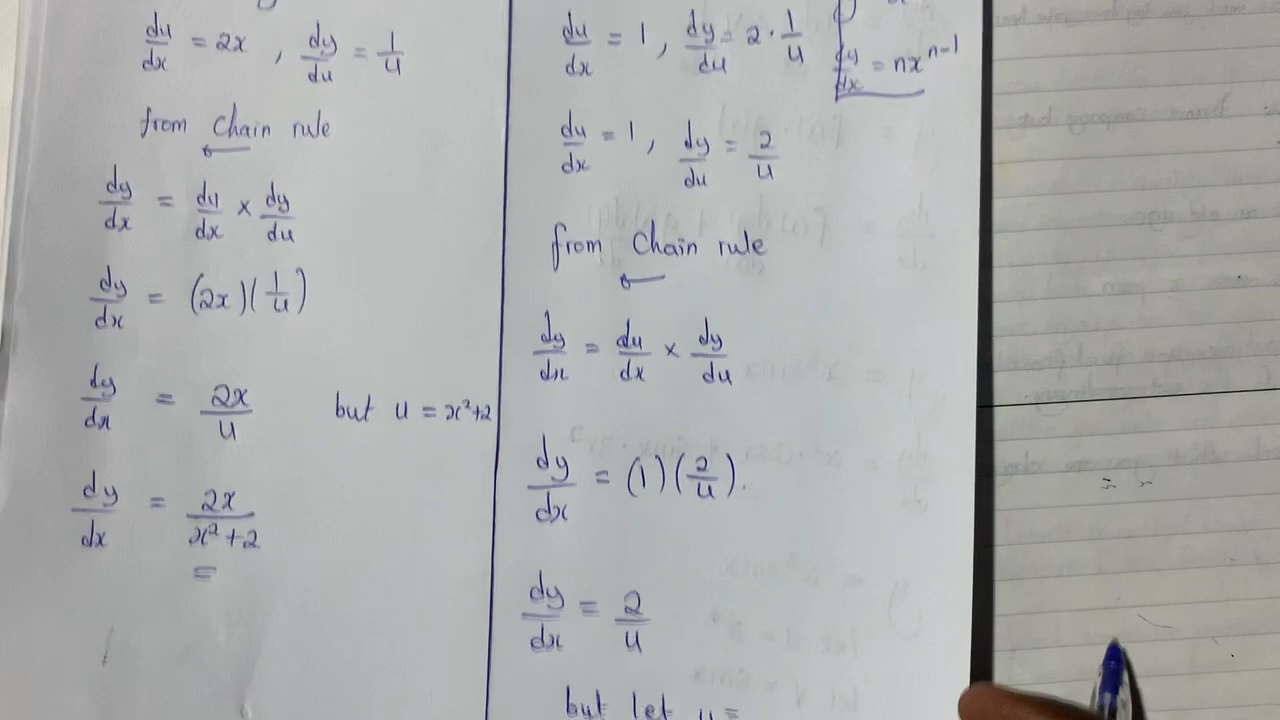 du/dx = 2x , dy/du = 1/u
from Chain rule
dy/dx = du/dx × dy/du
dy/dx = (2x)(1/u)
dy/dx = 2x/u but u = x²+2
dy/dx = 2x/x²+2
=
du/dx = 1, dy/du = 2·1/u
dy/dx = nx^n-1
du/dx = 1, dy/du = 2/u
from Chain rule
dy/dx = du/dx × dy/du
dy/dx = (1)(2/u).
dy/dx = 2/u
but let u =